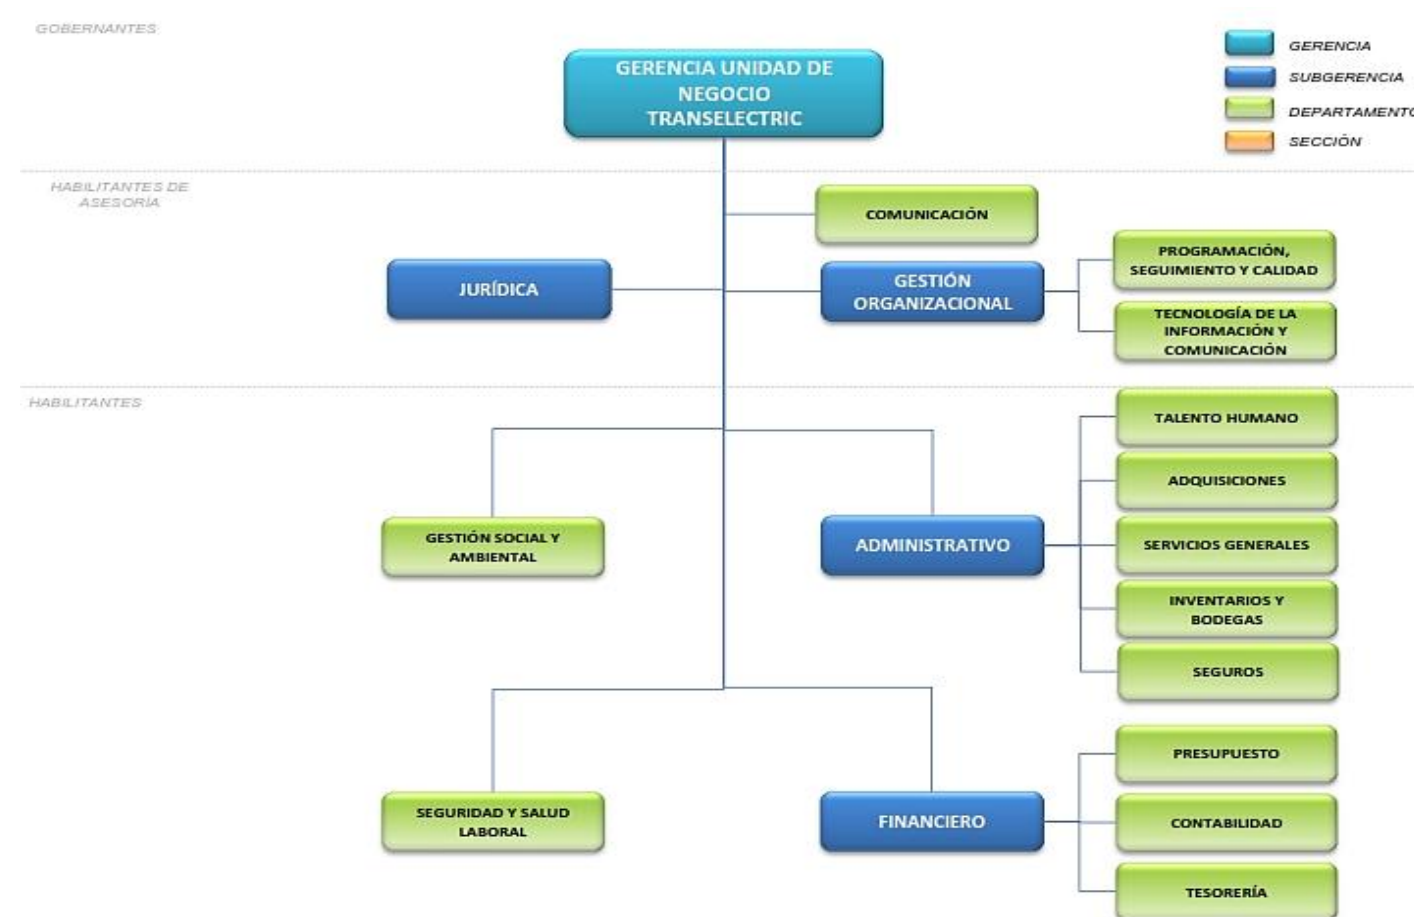 GOBERNANTES
GERENCIA UNIDAD DE
NEGOCIO
TRANSELECTRIC
GERENCIA
SUBGERENCIA
DEPARTAMENTO
SECCIÓN
HABILITANTES DE
ASESORÍA
COMUNICACIÓN
JURÍDICA
GESTIÓN
ORGANIZACIONAL
PROGRAMACIÓN,
SEGUIMIENTO Y CALIDAD
TECNOLOGÍA DE LA
INFORMACIÓN Y
COMUNICACIÓN
HABILITANTES
GESTIÓN SOCIAL Y
AMBIENTAL
ADMINISTRATIVO
TALENTO HUMANO
ADQUISICIONES
SERVICIOS GENERALES
INVENTARIOS Y
BODEGAS
SEGUROS
SEGURIDAD Y SALUD
LABORAL
FINANCIERO
PRESUPUESTO
CONTABILIDAD
TESORERÍA